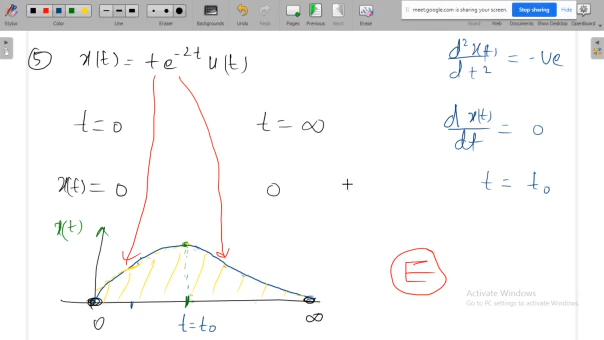 Styles
Color
Line
Eraser
Backgrounds
Undo
Redo
Pages
Previous
Next
Erase
meet.google.com is sharing your screen.
Stop sharing
Hide
Board
Web
Documents
Show Desktop
OpenBoard
⑤ x(t) = t e^{-2t} u(t)
d²x(t)/dt² = -ve
t = 0
t = ∞
d x(t)/dt = 0
x(t) = 0
0
+
t = t₀
x(t)
E
0
t = t₀
∞
Activate Windows
Go to PC settings to activate Windows.